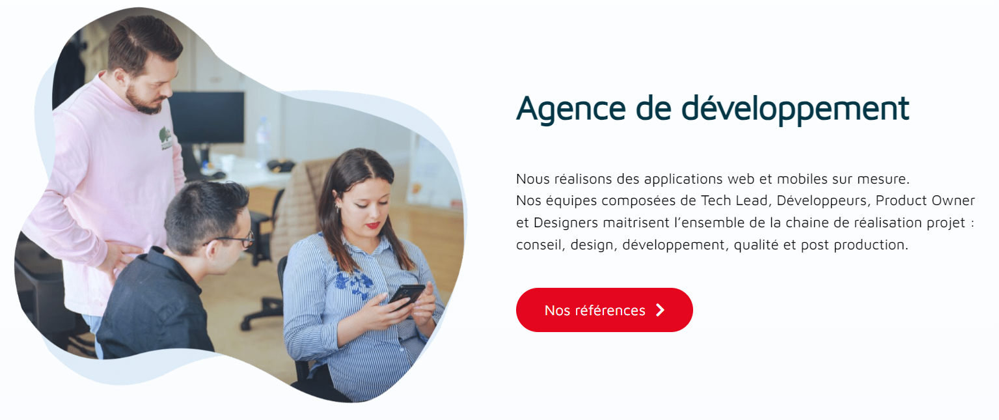 Agence de développement
Nous réalisons des applications web et mobiles sur mesure.
Nos équipes composées de Tech Lead, Développeurs, Product Owner
et Designers maitrisent l’ensemble de la chaine de réalisation projet :
conseil, design, développement, qualité et post production.
Nos références